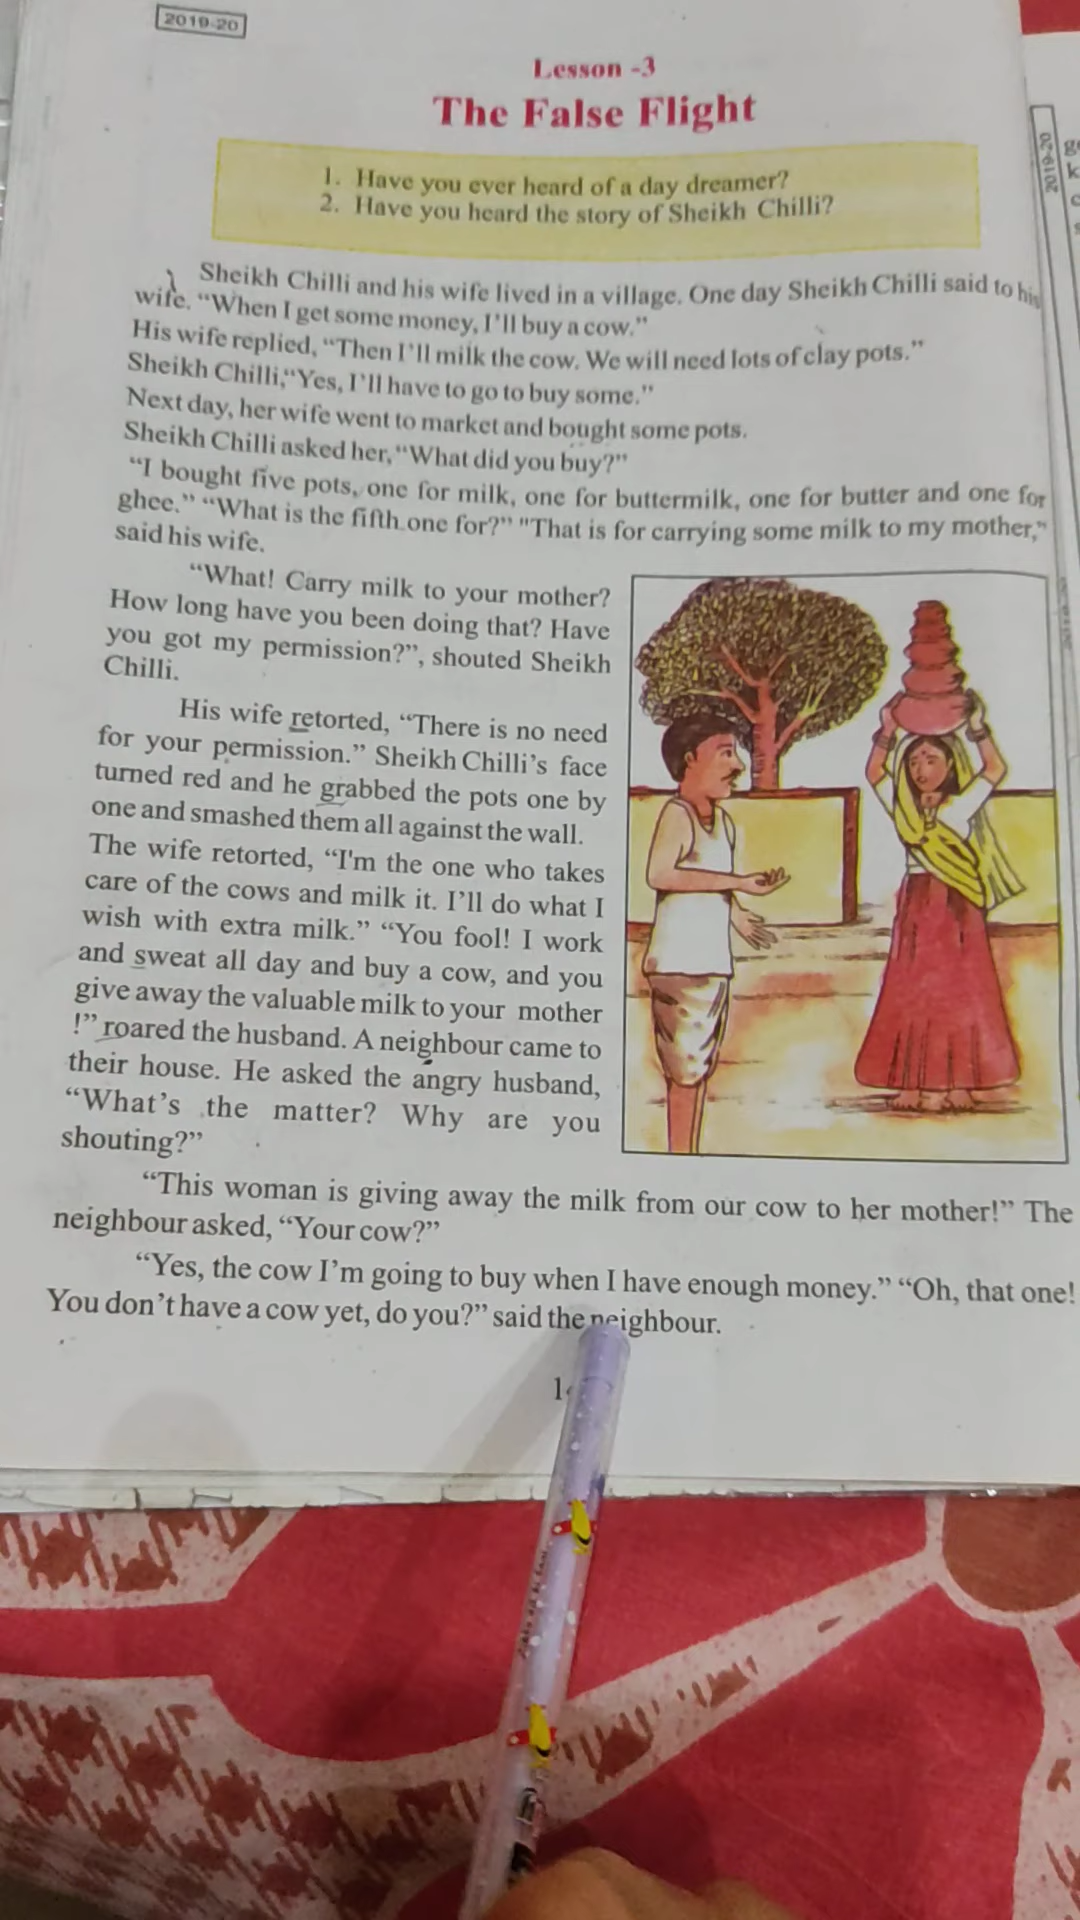 2019-20
Lesson -3
The False Flight
1. Have you ever heard of a day dreamer?
2. Have you heard the story of Sheikh Chilli?
Sheikh Chilli and his wife lived in a village. One day Sheikh Chilli said to his
wife. “When I get some money, I’ll buy a cow.”
His wife replied, “Then I’ll milk the cow. We will need lots of clay pots.”
Sheikh Chilli,“Yes, I’ll have to go to buy some.”
Next day, her wife went to market and bought some pots.
Sheikh Chilli asked her, “What did you buy?”
“I bought five pots, one for milk, one for buttermilk, one for butter and one for
ghee.” “What is the fifth one for?” "That is for carrying some milk to my mother,”
said his wife.
“What! Carry milk to your mother?
How long have you been doing that? Have
you got my permission?”, shouted Sheikh
Chilli.
His wife retorted, “There is no need
for your permission.” Sheikh Chilli’s face
turned red and he grabbed the pots one by
one and smashed them all against the wall.
The wife retorted, “I'm the one who takes
care of the cows and milk it. I’ll do what I
wish with extra milk.” “You fool! I work
and sweat all day and buy a cow, and you
give away the valuable milk to your mother
!” roared the husband. A neighbour came to
their house. He asked the angry husband,
“What’s the matter? Why are you
shouting?”
“This woman is giving away the milk from our cow to her mother!” The
neighbour asked, “Your cow?”
“Yes, the cow I’m going to buy when I have enough money.” “Oh, that one!
You don’t have a cow yet, do you?” said the neighbour.
2019-20